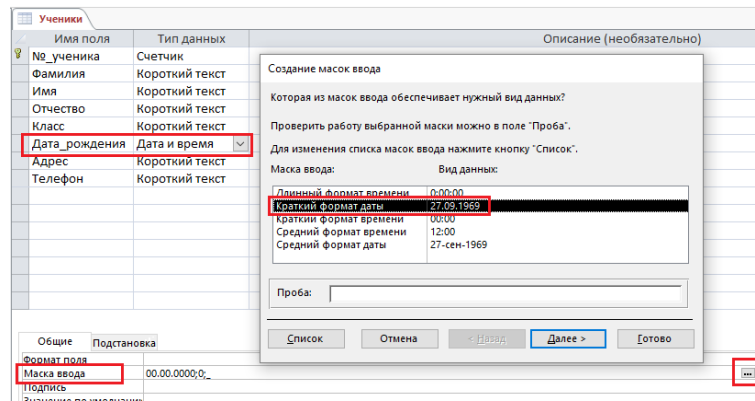 Ученики
Имя поля Тип данных Описание (необязательно)
№_ученика Счетчик
Фамилия Короткий текст
Имя Короткий текст
Отчество Короткий текст
Класс Короткий текст
Дата_рождения Дата и время
Адрес Короткий текст
Телефон Короткий текст
Создание масок ввода
Которая из масок ввода обеспечивает нужный вид данных?
Проверить работу выбранной маски можно в поле "Проба".
Для изменения списка масок ввода нажмите кнопку "Список".
Маска ввода: Вид данных:
Длинный формат времени 0:00:00
Краткий формат даты 27.09.1969
Краткий формат времени 00:00
Средний формат времени 12:00
Средний формат даты 27-сен-1969
Проба:
Список Отмена < Назад Далее > Готово
Общие Подстановка
Формат поля
Маска ввода 00.00.0000;0;_
Подпись
Значение по умолчанию